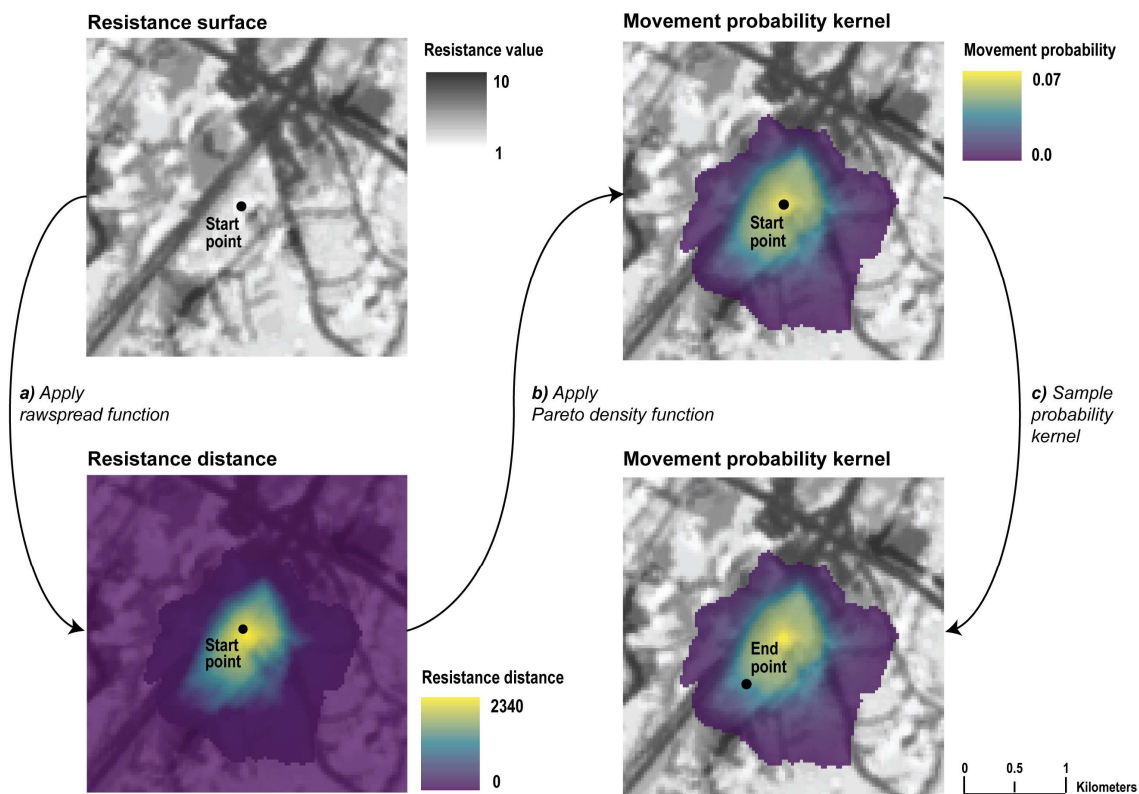 Resistance surface
Resistance value
10
1
Start
point
Movement probability kernel
Movement probability
0.07
0.0
Start
point
a) Apply
rawspread function
b) Apply
Pareto density function
c) Sample
probability
kernel
Resistance distance
Start
point
Resistance distance
2340
0
Movement probability kernel
End
point
0 0.5 1
Kilometers